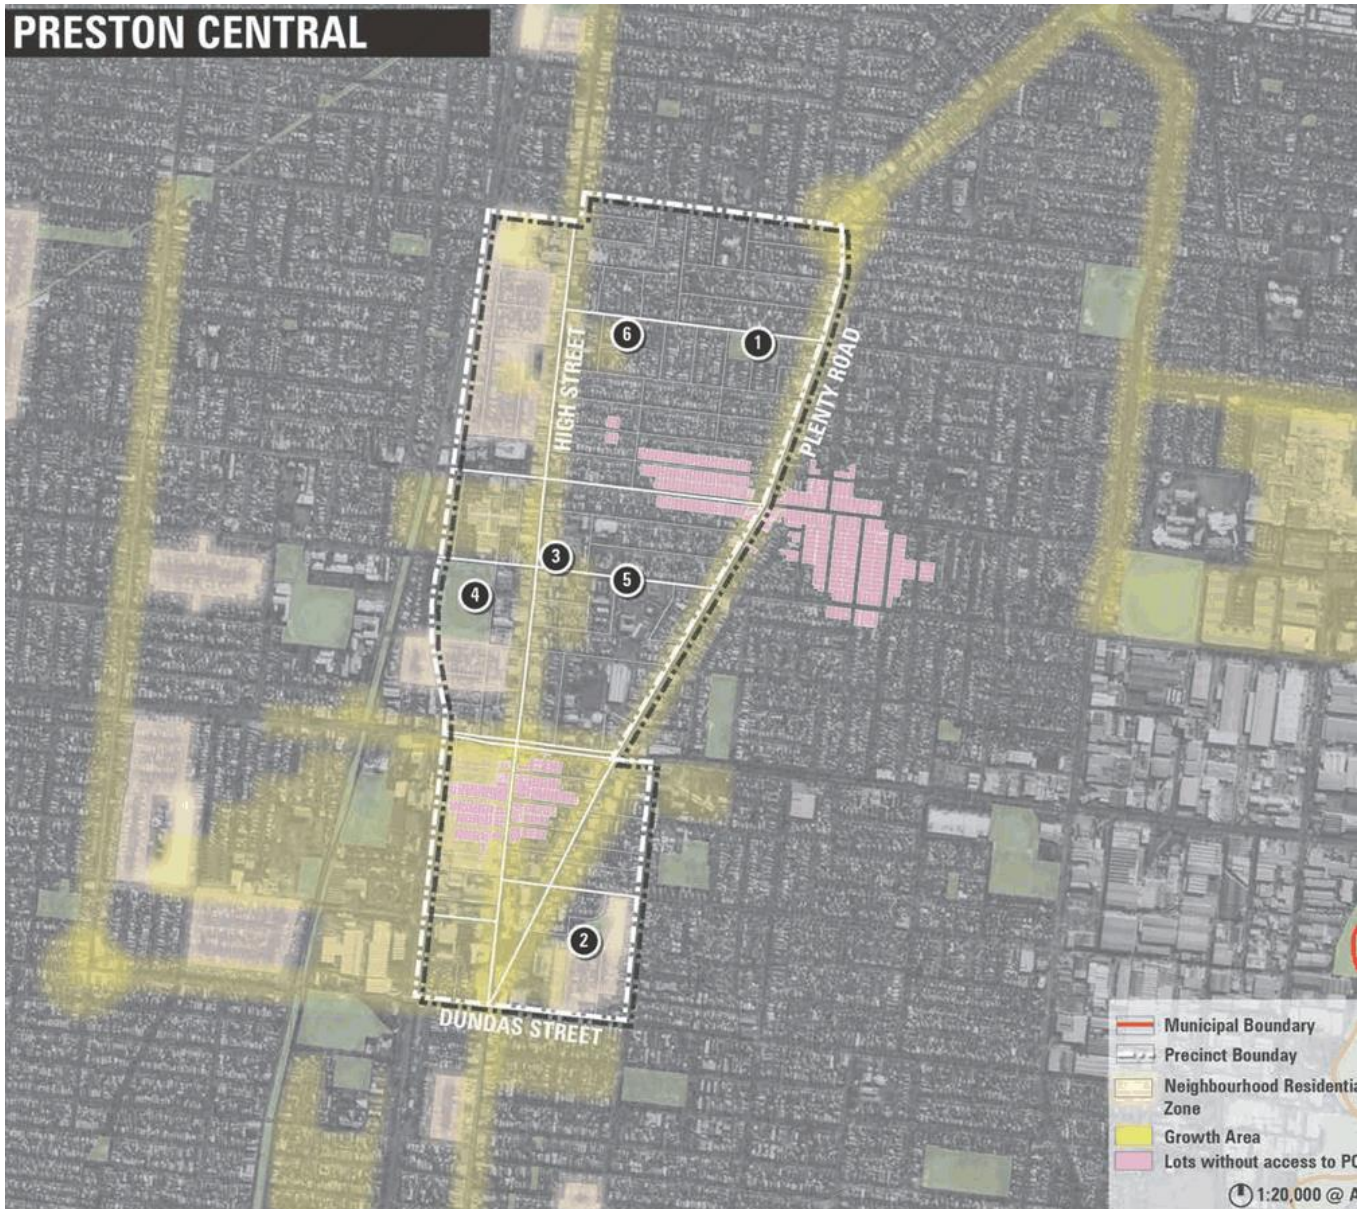 PRESTON CENTRAL
6
1
HIGH STREET
PLENTY ROAD
3
5
4
2
DUNDAS STREET
Municipal Boundary
Precinct Bounday
Neighbourhood Residentia
Zone
Growth Area
Lots without access to PO
1:20,000 @ A